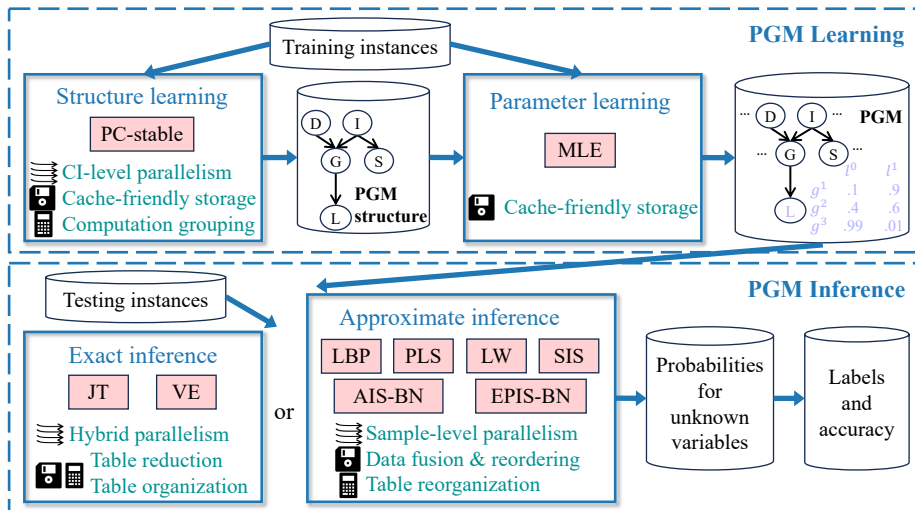 PGM Learning
Training instances
Structure learning
PC-stable
CI-level parallelism
Cache-friendly storage
Computation grouping
D
I
G
S
L
PGM
structure
Parameter learning
MLE
Cache-friendly storage
... D I ...
PGM
... G S ...
L
l⁰ l¹
g¹ .1 .9
g² .4 .6
g³ .99 .01
PGM Inference
Testing instances
Exact inference
JT VE
Hybrid parallelism
Table reduction
Table organization
or
Approximate inference
LBP PLS LW SIS
AIS-BN EPIS-BN
Sample-level parallelism
Data fusion & reordering
Table reorganization
Probabilities
for
unknown
variables
Labels
and
accuracy